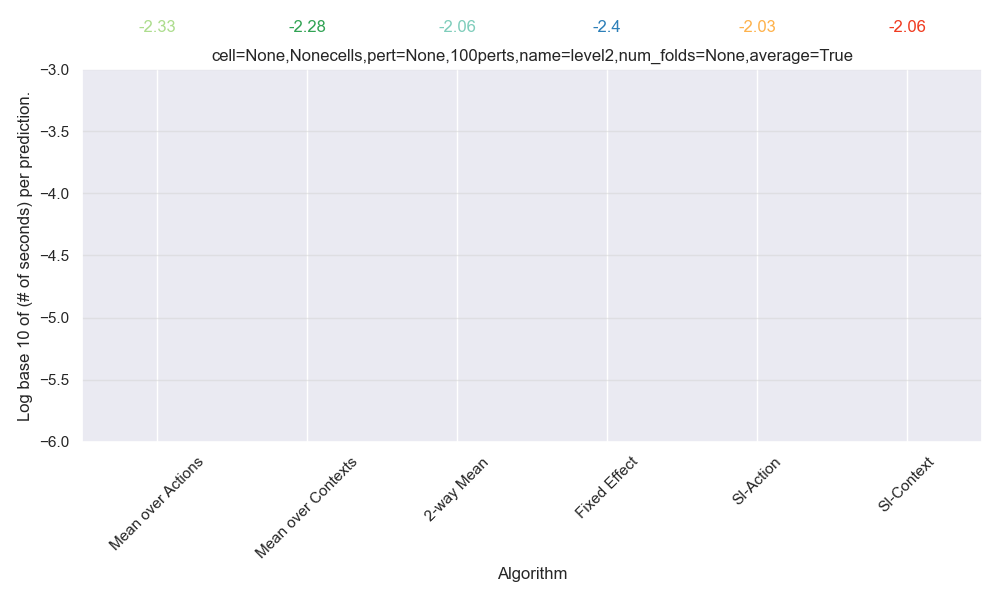 -2.33 -2.28 -2.06 -2.4 -2.03 -2.06
cell=None,Nonecells,pert=None,100perts,name=level2,num_folds=None,average=True
Log base 10 of (# of seconds) per prediction.
−3.0
−3.5
−4.0
−4.5
−5.0
−5.5
−6.0
Mean over Actions
Mean over Contexts
2-way Mean
Fixed Effect
SI-Action
SI-Context
Algorithm